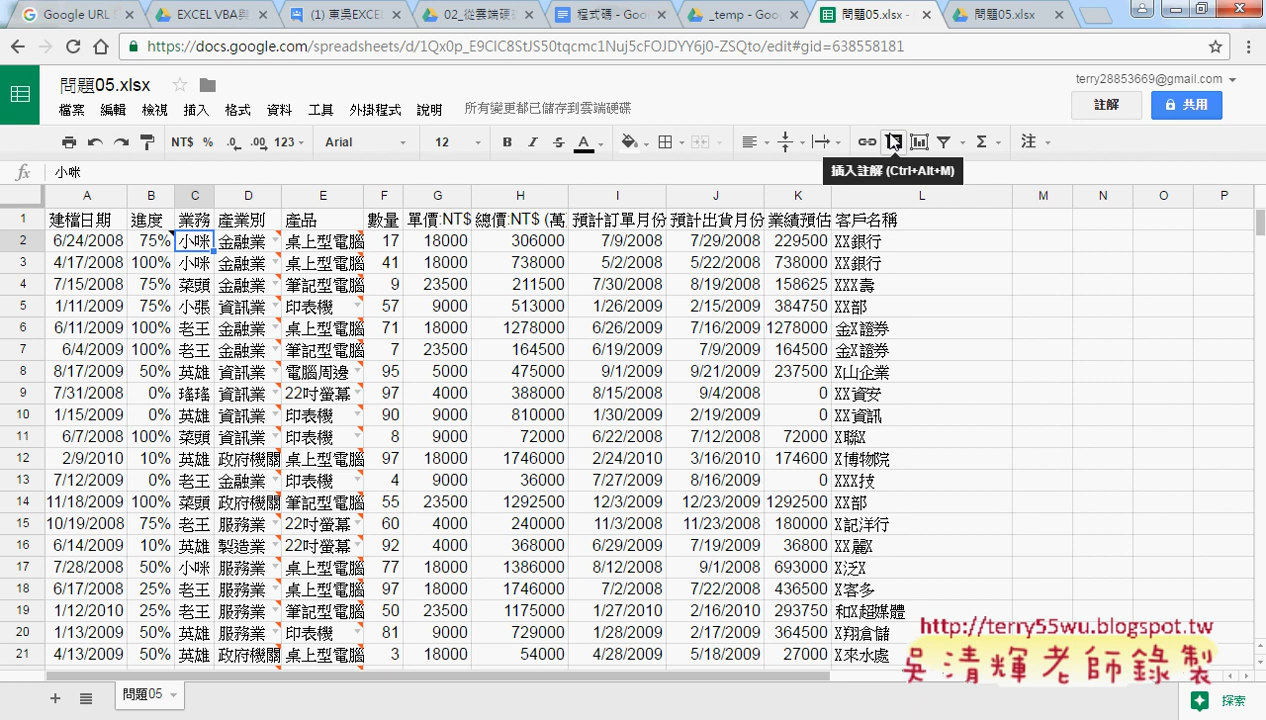 Google URL
EXCEL VBA與
(1) 東吳EXCEL
02_從雲端硬碟
程式碼 - Goo
_temp - Goo
問題05.xlsx -
問題05.xlsx
https://docs.google.com/spreadsheets/d/1Qx0p_E9CIC8StJS50tqcmc1Nuj5cFOJDYY6j0-ZSQto/edit#gid=638558181
問題05.xlsx
terry28853669@gmail.com
檔案 編輯 檢視 插入 格式 資料 工具 外掛程式 說明 所有變更都已儲存到雲端硬碟
註解 共用
NT$ % .0 .00 123 Arial 12 B I S A Σ 注
fx 小咪
插入註解 (Ctrl+Alt+M)
A B C D E F G H I J K L M N O P
1 建檔日期 進度 業務 產業別 產品 數量 單價:NT$ 總價:NT$ (萬 預計訂單月份 預計出貨月份 業績預估 客戶名稱
2 6/24/2008 75% 小咪 金融業 桌上型電腦 17 18000 306000 7/9/2008 7/29/2008 229500 XX銀行
3 4/17/2008 100% 小咪 金融業 桌上型電腦 41 18000 738000 5/2/2008 5/22/2008 738000 XX銀行
4 7/15/2008 75% 菜頭 金融業 筆記型電腦 9 23500 211500 7/30/2008 8/19/2008 158625 XXX壽
5 1/11/2009 75% 小張 資訊業 印表機 57 9000 513000 1/26/2009 2/15/2009 384750 XX部
6 6/11/2009 100% 老王 金融業 桌上型電腦 71 18000 1278000 6/26/2009 7/16/2009 1278000 金X證券
7 6/4/2009 100% 老王 金融業 筆記型電腦 7 23500 164500 6/19/2009 7/9/2009 164500 金X證券
8 8/17/2009 50% 英雄 資訊業 電腦周邊 95 5000 475000 9/1/2009 9/21/2009 237500 X山企業
9 7/31/2008 0% 瑤瑤 資訊業 22吋螢幕 97 4000 388000 8/15/2008 9/4/2008 0 XX資安
10 1/15/2009 0% 英雄 資訊業 印表機 90 9000 810000 1/30/2009 2/19/2009 0 XX資訊
11 6/7/2008 100% 菜頭 資訊業 印表機 8 9000 72000 6/22/2008 7/12/2008 72000 X聯X
12 2/9/2010 10% 英雄 政府機關 桌上型電腦 97 18000 1746000 2/24/2010 3/16/2010 174600 X博物院
13 7/12/2009 0% 老王 金融業 印表機 4 9000 36000 7/27/2009 8/16/2009 0 XXX技
14 11/18/2009 100% 菜頭 政府機關 筆記型電腦 55 23500 1292500 12/3/2009 12/23/2009 1292500 XX部
15 10/19/2009 75% 老王 服務業 22吋螢幕 60 4000 240000 11/3/2009 11/23/2009 180000 X記洋行
16 6/14/2009 10% 英雄 製造業 22吋螢幕 92 4000 368000 6/29/2009 7/19/2009 36800 XX麗X
17 7/28/2009 50% 小咪 服務業 桌上型電腦 77 18000 1386000 8/12/2009 9/1/2009 693000 X泛X
18 6/17/2008 25% 老王 服務業 桌上型電腦 97 18000 1746000 7/2/2008 7/22/2008 436500 X客多
19 1/12/2010 25% 老王 服務業 筆記型電腦 50 23500 1175000 1/27/2010 2/16/2010 293750 和X超媒體
20 1/13/2009 50% 英雄 服務業 印表機 81 9000 729000 1/28/2009 2/17/2009 364500 X翔倉儲
21 4/13/2009 50% 英雄 政府機關 桌上型電腦 3 18000 54000 4/28/2009 5/18/2009 27000 X來水處
http://terry55wu.blogspot.tw
吳清輝老師錄製
問題05
探索